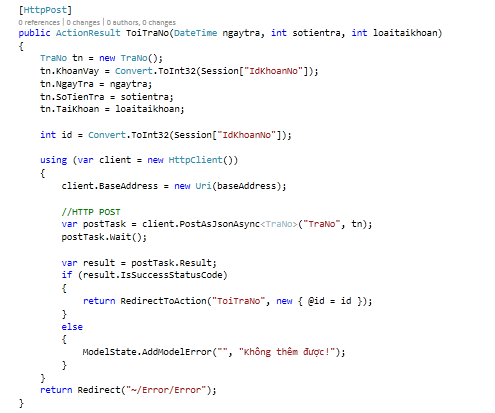 [HttpPost]
0 references | 0 changes | 0 authors, 0 changes
public ActionResult ToiTraNo(DateTime ngaytra, int sotientra, int loaitaikhoan)
{
TraNo tn = new TraNo();
tn.KhoanVay = Convert.ToInt32(Session["IdKhoanNo"]);
tn.NgayTra = ngaytra;
tn.SoTienTra = sotientra;
tn.TaiKhoan = loaitaikhoan;
int id = Convert.ToInt32(Session["IdKhoanNo"]);
using (var client = new HttpClient())
{
client.BaseAddress = new Uri(baseAddress);
//HTTP POST
var postTask = client.PostAsJsonAsync<TraNo>("TraNo", tn);
postTask.Wait();
var result = postTask.Result;
if (result.IsSuccessStatusCode)
{
return RedirectToAction("ToiTraNo", new { @id = id });
}
else
{
ModelState.AddModelError("", "Không thêm được!");
}
}
return Redirect("~/Error/Error");
}